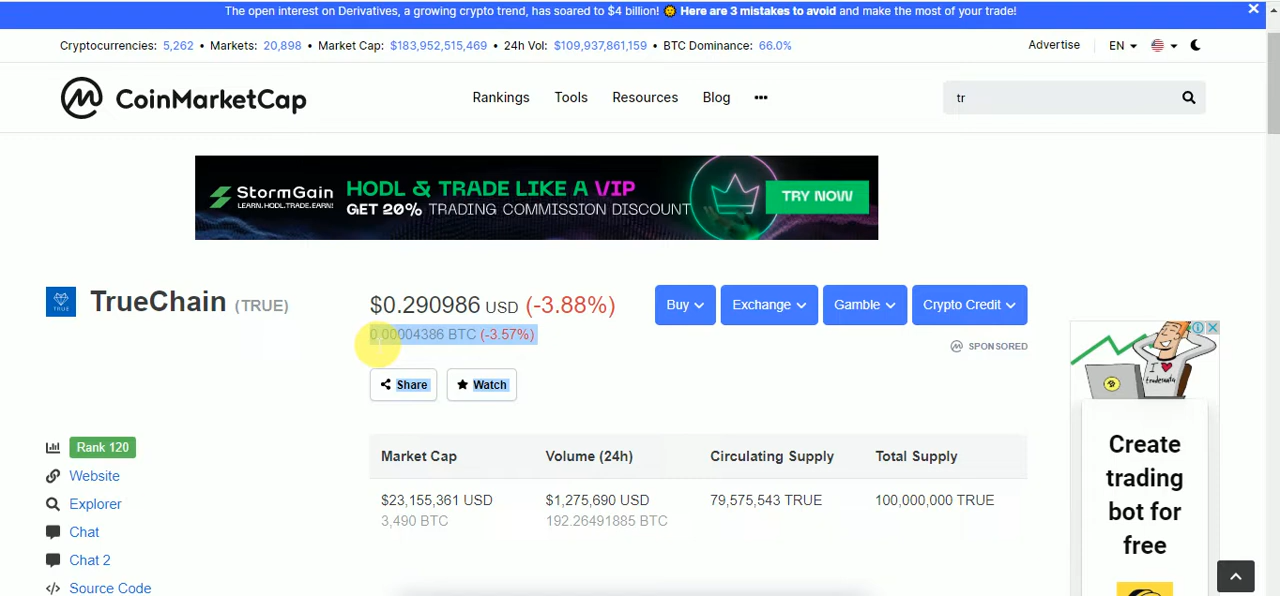 The open interest on Derivatives, a growing crypto trend, has soared to $4 billion! Here are 3 mistakes to avoid and make the most of your trade!
Cryptocurrencies: 5,262 • Markets: 20,898 • Market Cap: $183,952,515,469 • 24h Vol: $109,937,861,159 • BTC Dominance: 66.0%
Advertise EN
CoinMarketCap
Rankings Tools Resources Blog •••
tr
StormGain
LEARN.HODL.TRADE.EARN!
HODL & TRADE LIKE A VIP
GET 20% TRADING COMMISSION DISCOUNT
TRY NOW
TrueChain (TRUE)
$0.290986 USD (-3.88%)
0.00004386 BTC (-3.57%)
Buy Exchange Gamble Crypto Credit
SPONSORED
Share Watch
Rank 120
Website
Explorer
Chat
Chat 2
Source Code
Market Cap Volume (24h) Circulating Supply Total Supply
$23,155,361 USD $1,275,690 USD 79,575,543 TRUE 100,000,000 TRUE
3,490 BTC 192.26491885 BTC
Create
trading
bot for
free